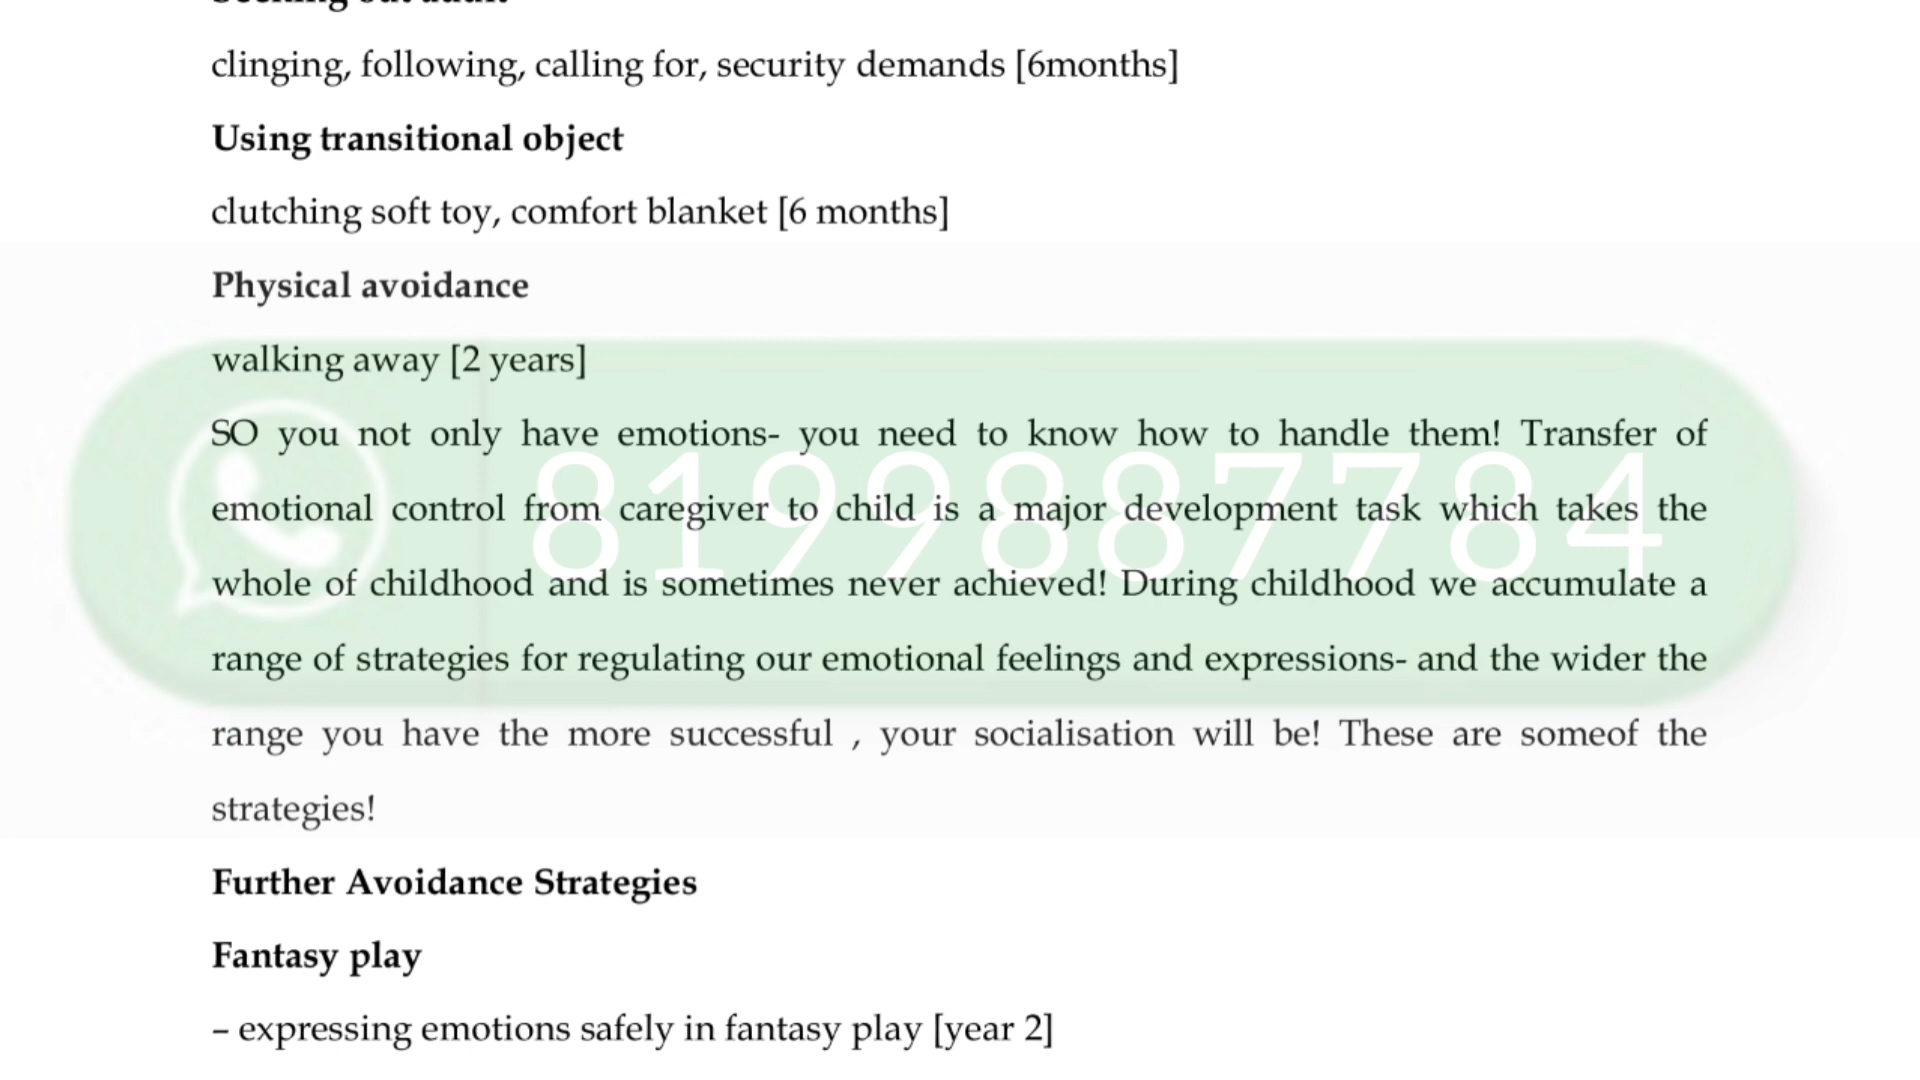 Seeking out adult
clinging, following, calling for, security demands [6months]
Using transitional object
clutching soft toy, comfort blanket [6 months]
Physical avoidance
walking away [2 years]
SO you not only have emotions- you need to know how to handle them! Transfer of
emotional control from caregiver to child is a major development task which takes the
8199887784
whole of childhood and is sometimes never achieved! During childhood we accumulate a
range of strategies for regulating our emotional feelings and expressions- and the wider the
range you have the more successful , your socialisation will be! These are someof the
strategies!
Further Avoidance Strategies
Fantasy play
– expressing emotions safely in fantasy play [year 2]